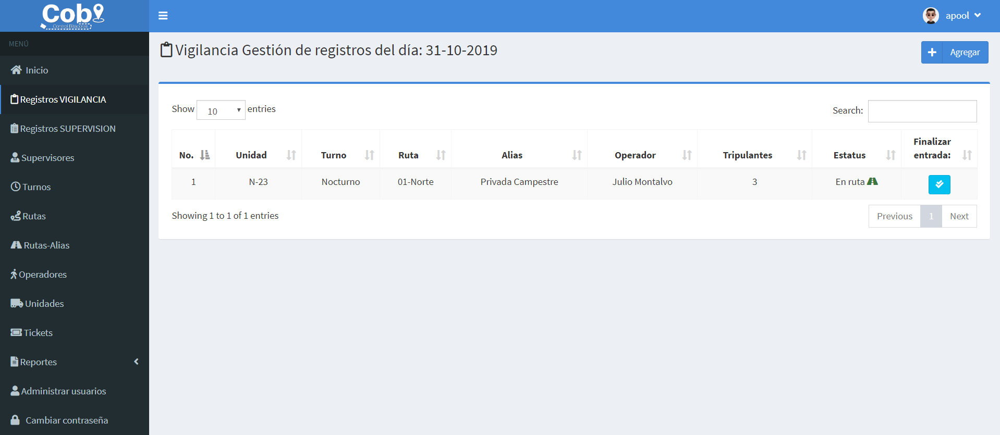 Cob
Control Bitacoras
apool
MENÚ
Inicio
Registros VIGILANCIA
Registros SUPERVISION
Supervisores
Turnos
Rutas
Rutas-Alias
Operadores
Unidades
Tickets
Reportes
Administrar usuarios
Cambiar contraseña
Vigilancia Gestión de registros del día: 31-10-2019
Agregar
Show 10 entries
Search:
No. Unidad Turno Ruta Alias Operador Tripulantes Estatus Finalizar entrada:
1 N-23 Nocturno 01-Norte Privada Campestre Julio Montalvo 3 En ruta
Showing 1 to 1 of 1 entries
Previous 1 Next